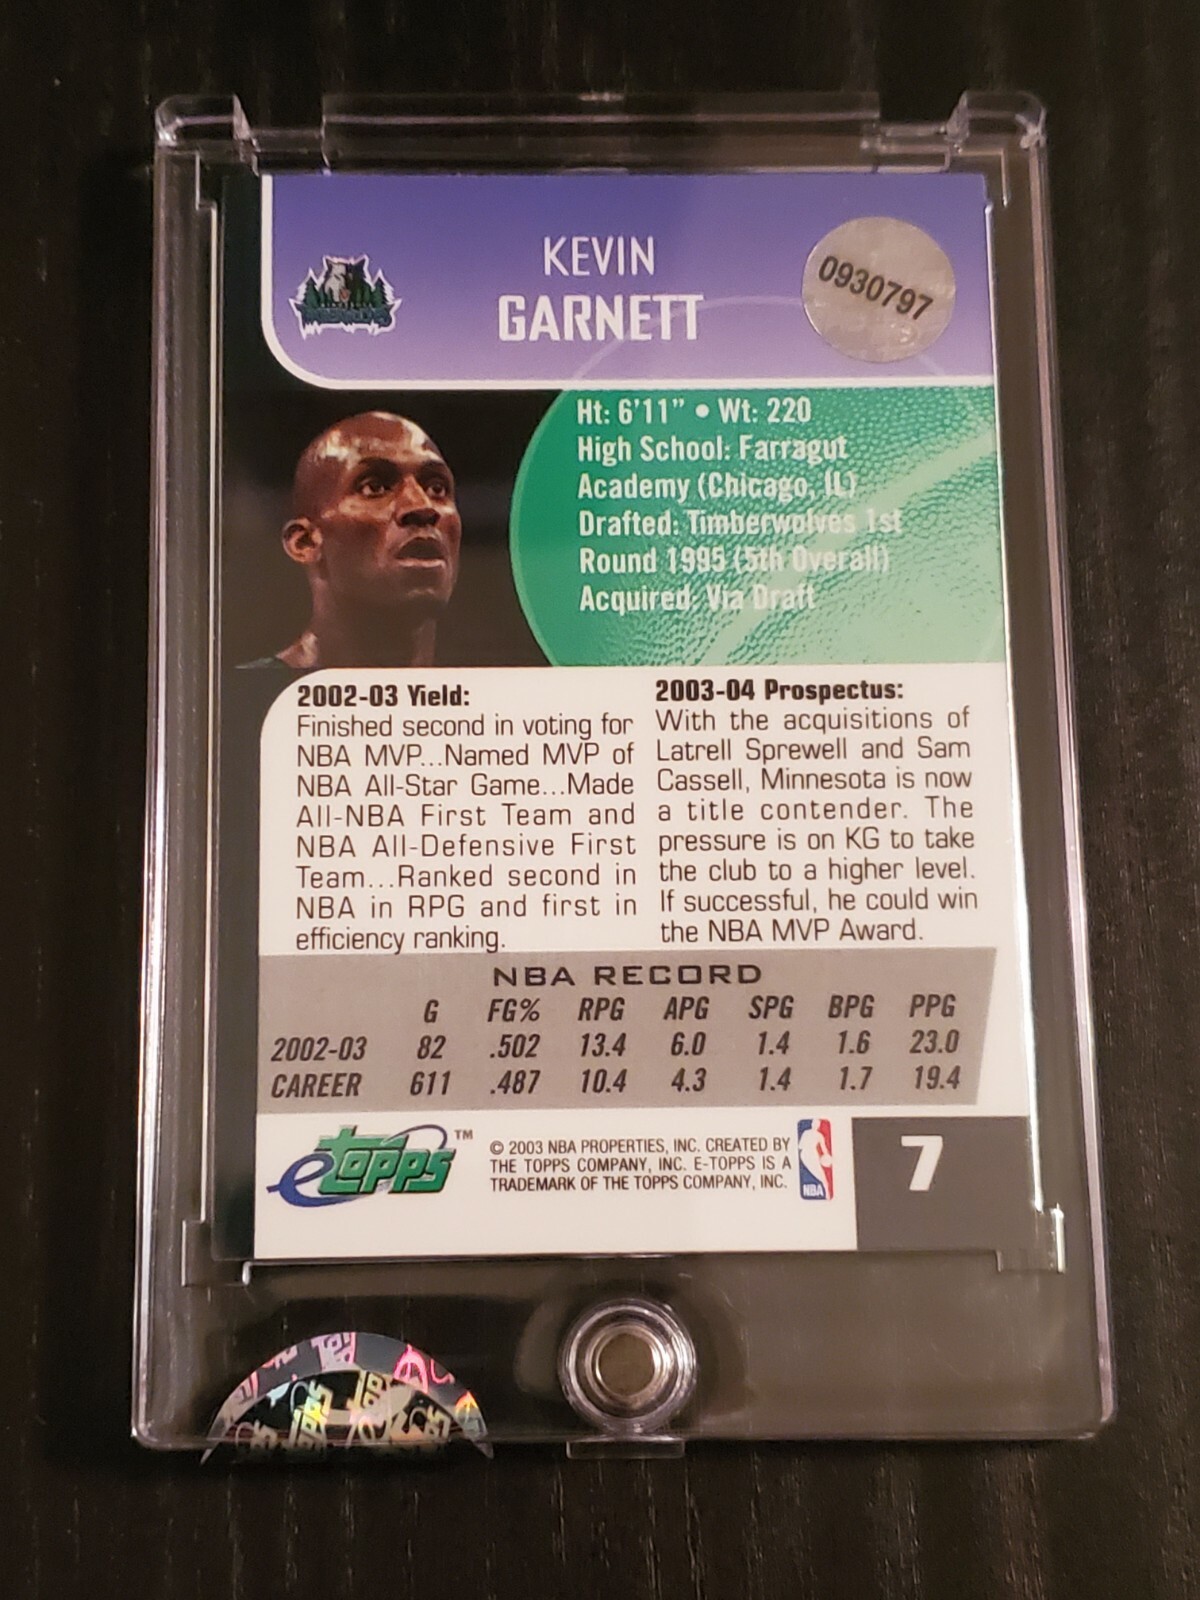 KEVIN
GARNETT
0930797
Ht: 6'11" • Wt: 220
High School: Farragut
Academy (Chicago, IL)
Drafted: Timberwolves 1st
Round 1995 (5th Overall)
Acquired: Via Draft
2002-03 Yield:
Finished second in voting for
NBA MVP...Named MVP of
NBA All-Star Game...Made
All-NBA First Team and
NBA All-Defensive First
Team...Ranked second in
NBA in RPG and first in
efficiency ranking.
2003-04 Prospectus:
With the acquisitions of
Latrell Sprewell and Sam
Cassell, Minnesota is now
a title contender. The
pressure is on KG to take
the club to a higher level.
If successful, he could win
the NBA MVP Award.
NBA RECORD
G FG% RPG APG SPG BPG PPG
2002-03 82 .502 13.4 6.0 1.4 1.6 23.0
CAREER 611 .487 10.4 4.3 1.4 1.7 19.4
eTopps™
© 2003 NBA PROPERTIES, INC. CREATED BY
THE TOPPS COMPANY, INC. E-TOPPS IS A
TRADEMARK OF THE TOPPS COMPANY, INC.
NBA
7